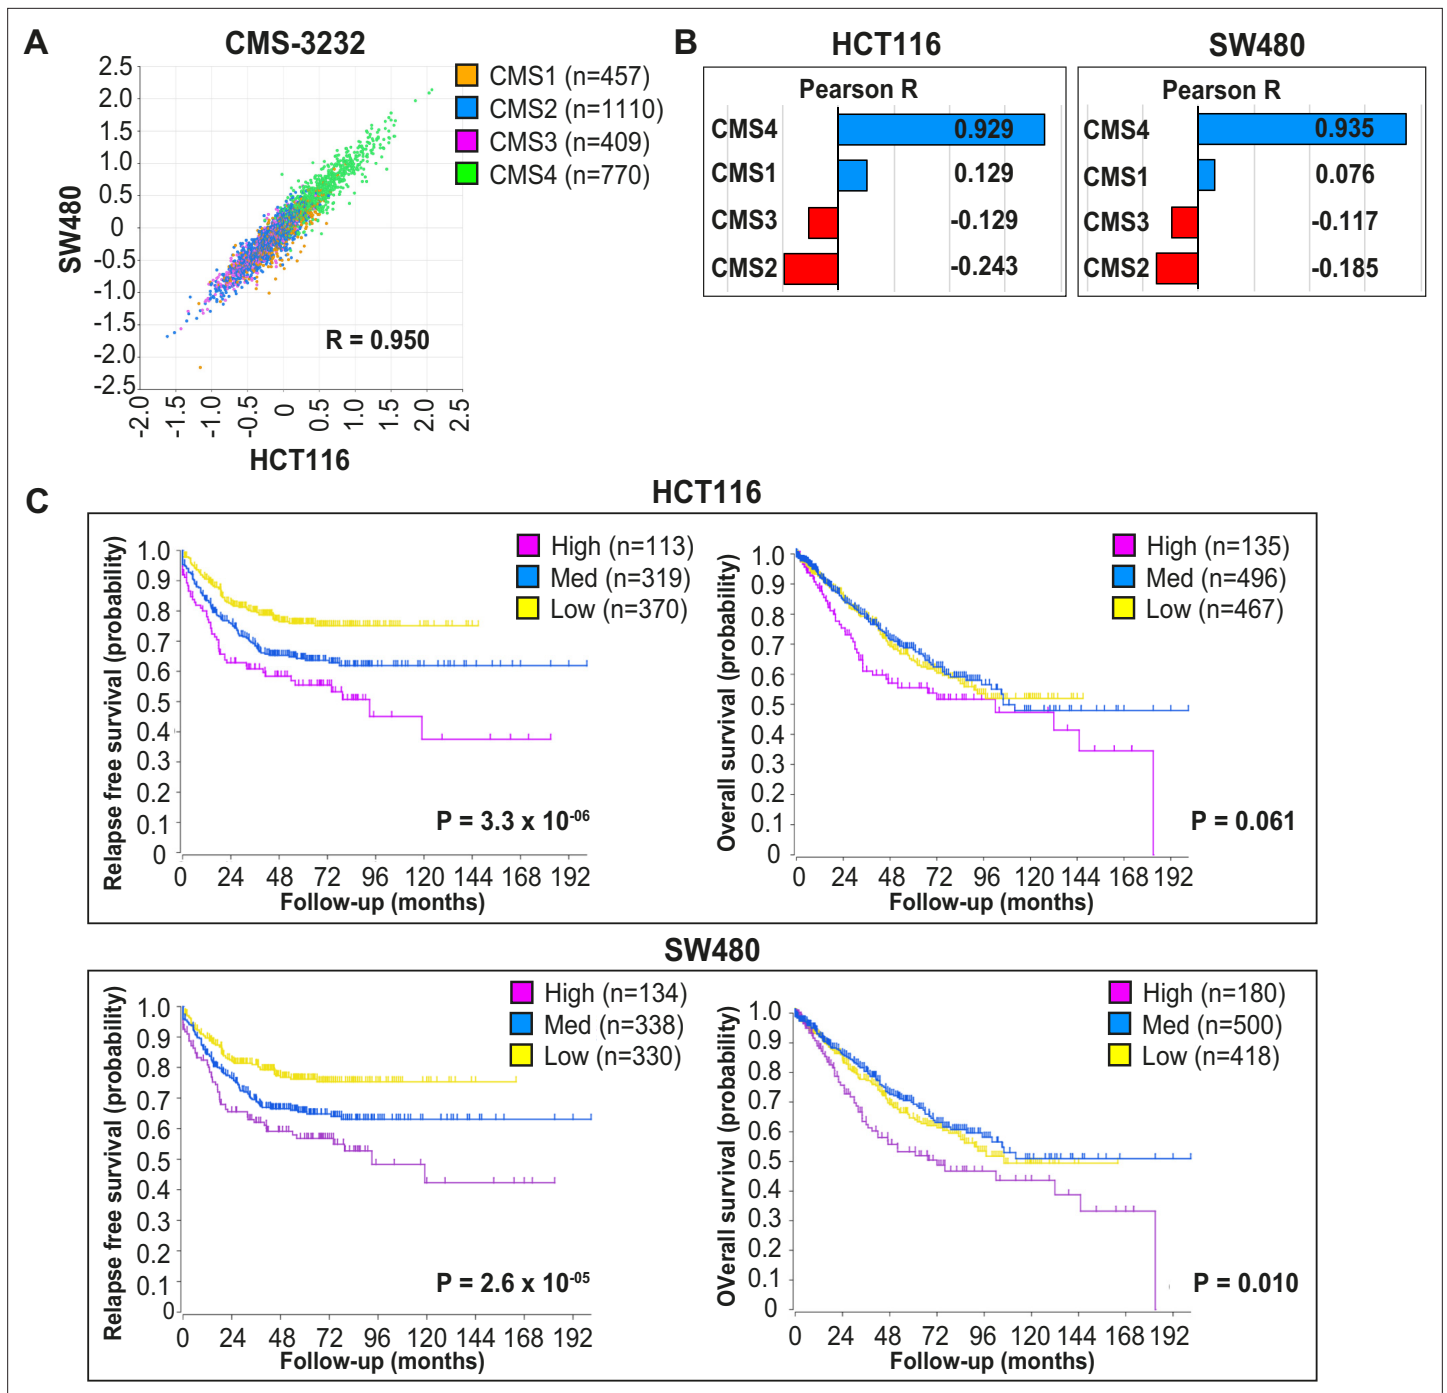 A
CMS-3232
SW480
2.5
2.0
1.5
1.0
0.5
0
-0.5
-1.0
-1.5
-2.0
-2.5
-2.0
-1.5
-1.0
-0.5
0
0.5
1.0
1.5
2.0
2.5
HCT116
R = 0.950
CMS1 (n=457)
CMS2 (n=1110)
CMS3 (n=409)
CMS4 (n=770)
B
HCT116
Pearson R
CMS4 0.929
CMS1 0.129
CMS3 -0.129
CMS2 -0.243
SW480
Pearson R
CMS4 0.935
CMS1 0.076
CMS3 -0.117
CMS2 -0.185
C
HCT116
Relapse free survival (probability)
1.0
0.9
0.8
0.7
0.6
0.5
0.4
0.3
0.2
0.1
0
0 24 48 72 96 120 144 168 192
Follow-up (months)
High (n=113)
Med (n=319)
Low (n=370)
P = 3.3 x 10-06
Overall survival (probability)
1.0
0.9
0.8
0.7
0.6
0.5
0.4
0.3
0.2
0.1
0
0 24 48 72 96 120 144 168 192
Follow-up (months)
High (n=135)
Med (n=496)
Low (n=467)
P = 0.061
SW480
Relapse free survival (probability)
1.0
0.9
0.8
0.7
0.6
0.5
0.4
0.3
0.2
0.1
0
0 24 48 72 96 120 144 168 192
Follow-up (months)
High (n=134)
Med (n=338)
Low (n=330)
P = 2.6 x 10-05
OVerall survival (probability)
1.0
0.9
0.8
0.7
0.6
0.5
0.4
0.3
0.2
0.1
0
0 24 48 72 96 120 144 168 192
Follow-up (months)
High (n=180)
Med (n=500)
Low (n=418)
P = 0.010